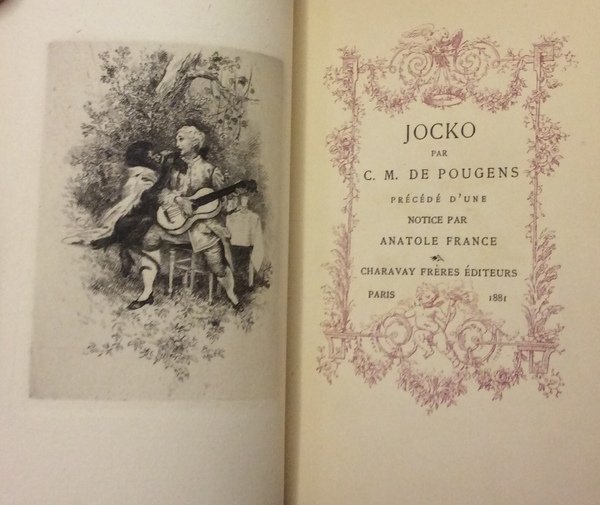 JOCKO
PAR
C. M. DE POUGENS
PRÉCÉDÉ D'UNE
NOTICE PAR
ANATOLE FRANCE
CHARAVAY FRÈRES ÉDITEURS
PARIS 1881